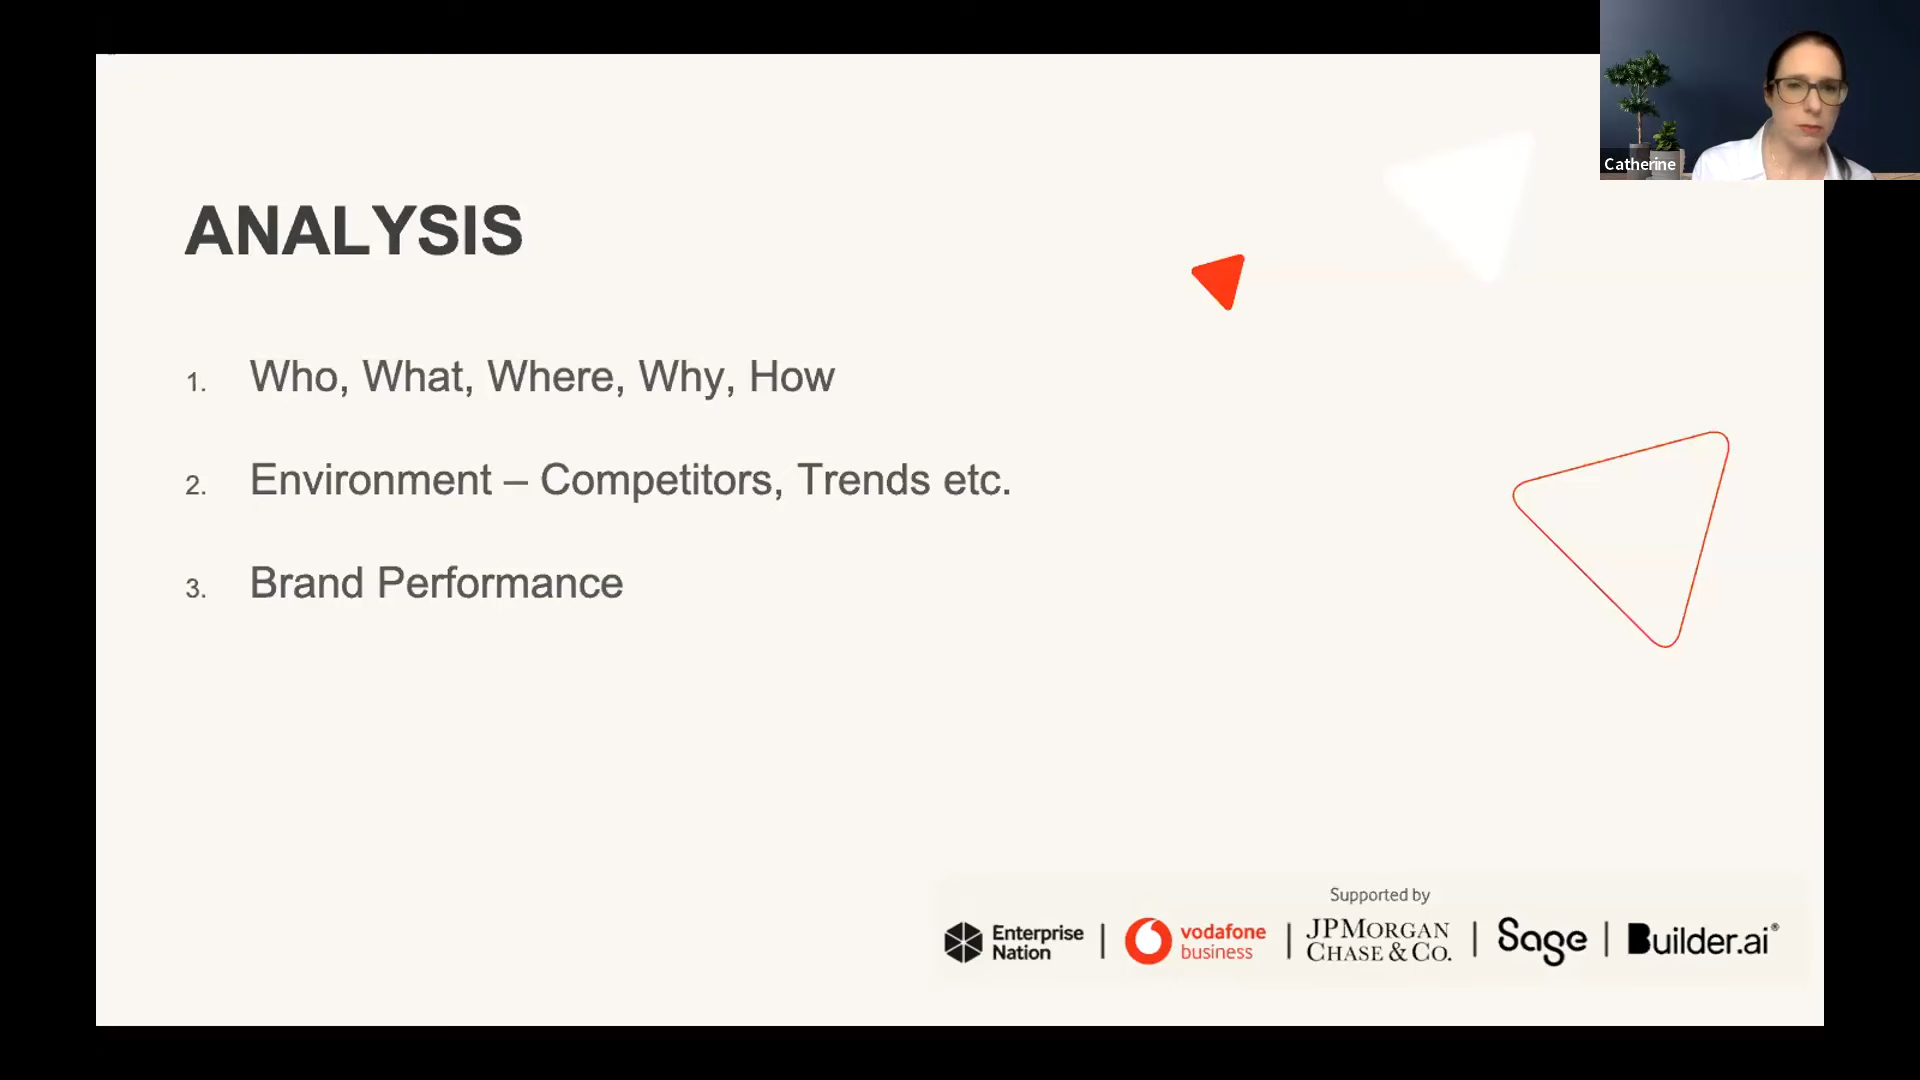 Catherine
ANALYSIS
1. Who, What, Where, Why, How
2. Environment – Competitors, Trends etc.
3. Brand Performance
Supported by
Enterprise Nation | vodafone business | JPMORGAN CHASE & CO. | Sage | Builder.ai®